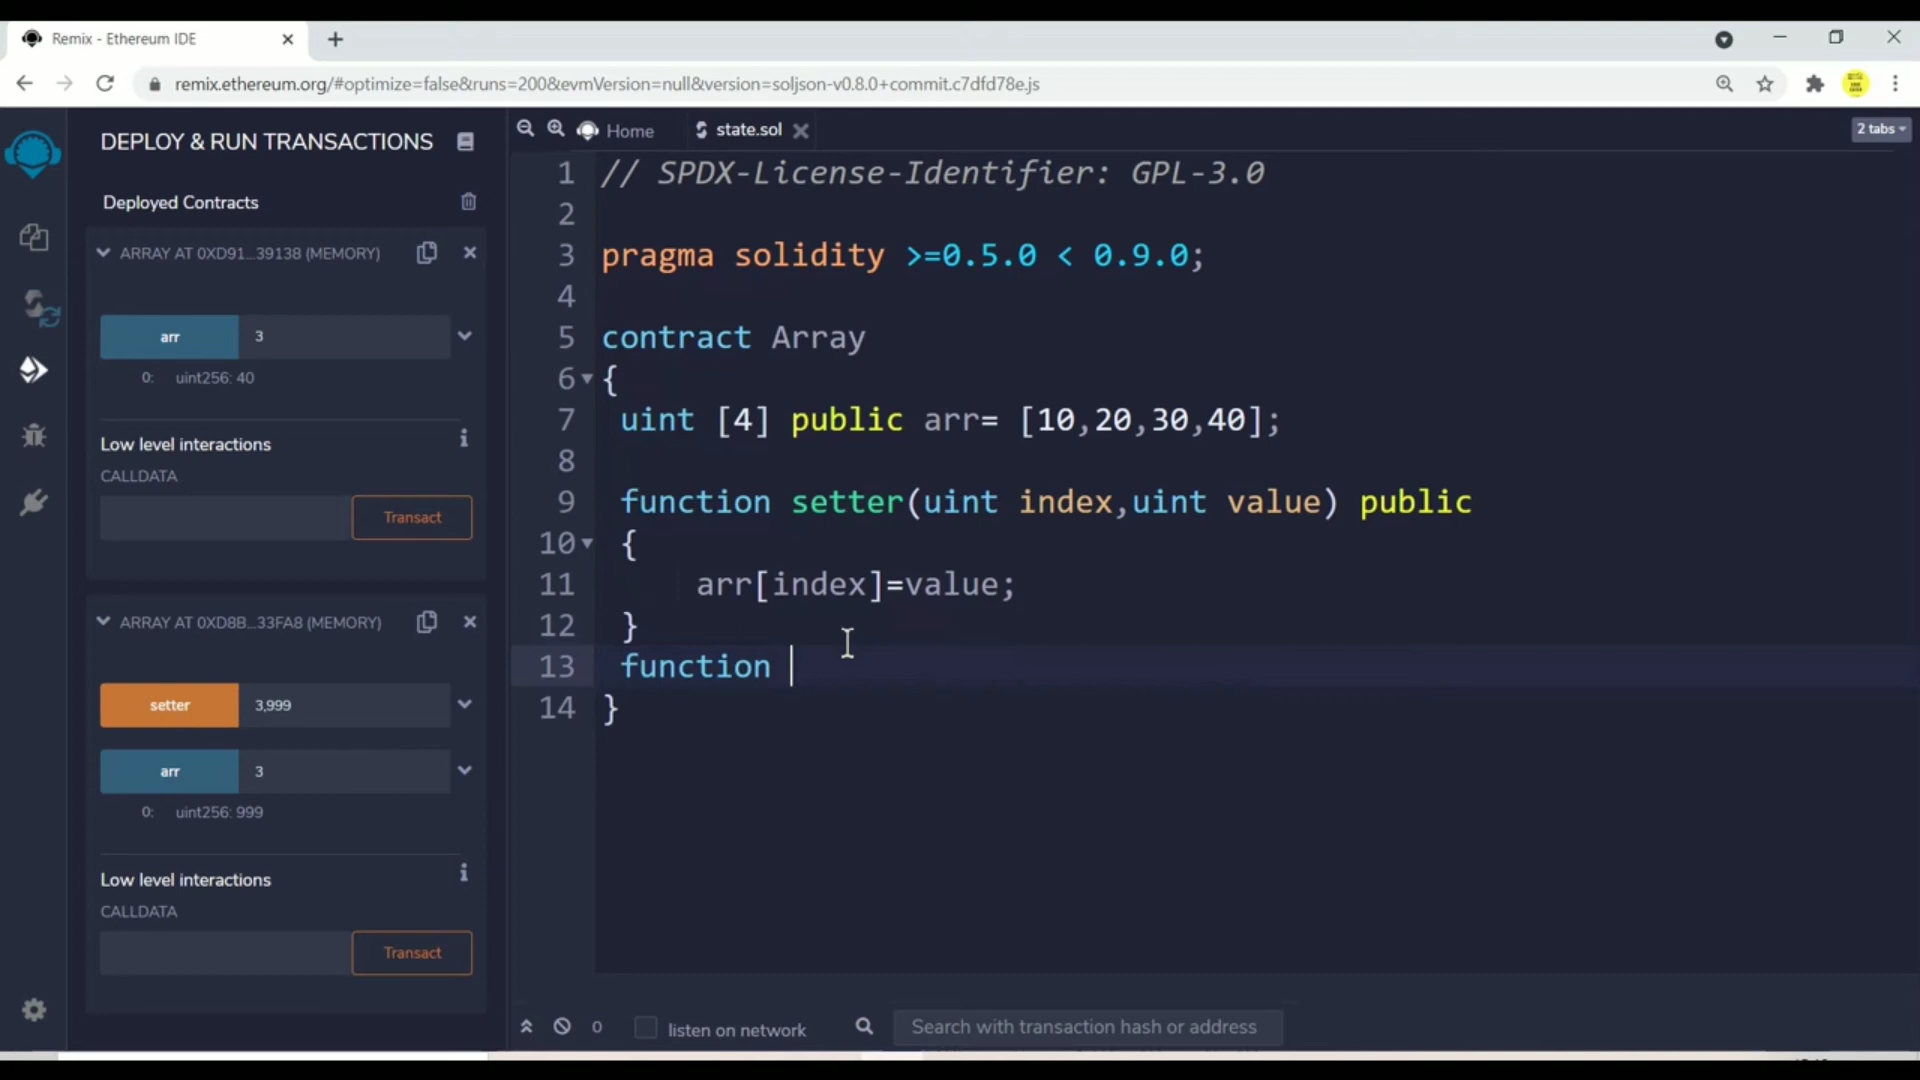 Remix - Ethereum IDE
remix.ethereum.org/#optimize=false&runs=200&evmVersion=null&version=soljson-v0.8.0+commit.c7dfd78e.js
DEPLOY & RUN TRANSACTIONS
Deployed Contracts
ARRAY AT 0XD91...39138 (MEMORY)
arr 3
0: uint256: 40
Low level interactions
CALLDATA
Transact
ARRAY AT 0XD8B...33FA8 (MEMORY)
setter 3,999
arr 3
0: uint256: 999
Low level interactions
CALLDATA
Transact
Home state.sol 2 tabs
1 // SPDX-License-Identifier: GPL-3.0
2
3 pragma solidity >=0.5.0 < 0.9.0;
4
5 contract Array
6 {
7 uint [4] public arr= [10,20,30,40];
8
9 function setter(uint index,uint value) public
10 {
11 arr[index]=value;
12 }
13 function
14 }
0 listen on network Search with transaction hash or address